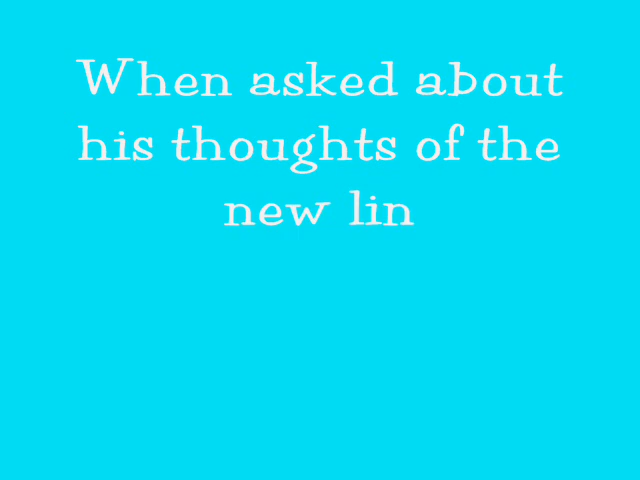 When asked about
his thoughts of the
new lin